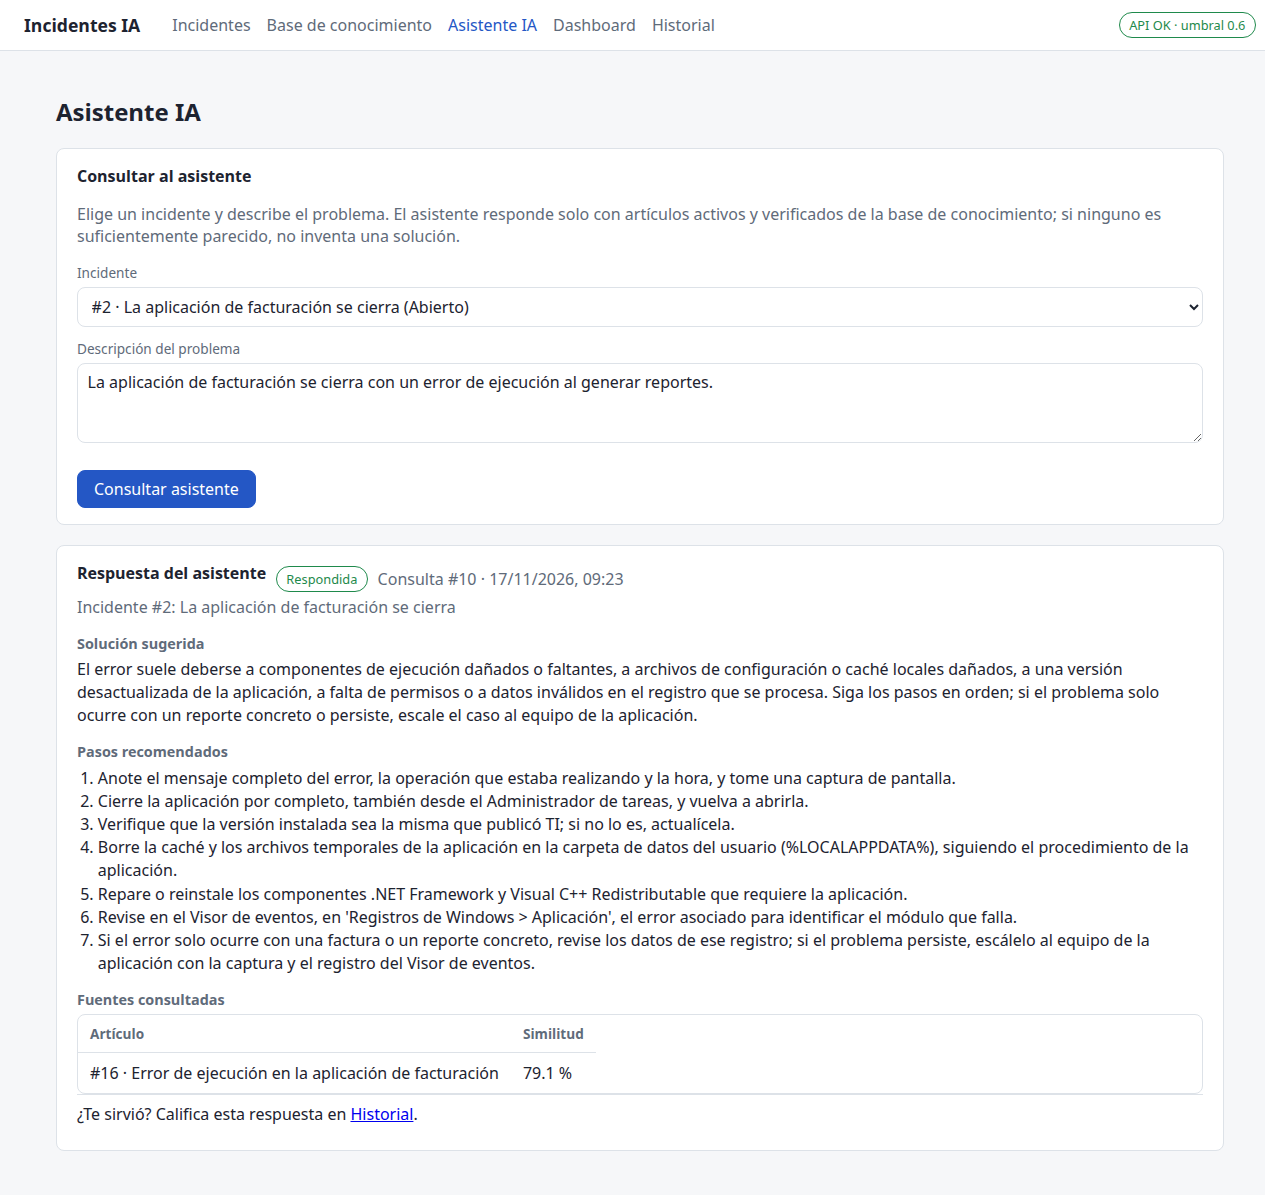 Incidentes IA
Incidentes
Base de conocimiento
Asistente IA
Dashboard
Historial
API OK · umbral 0.6
Asistente IA
Consultar al asistente
Elige un incidente y describe el problema. El asistente responde solo con artículos activos y verificados de la base de conocimiento; si ninguno es
suficientemente parecido, no inventa una solución.
Incidente
#2 · La aplicación de facturación se cierra (Abierto)
Descripción del problema
La aplicación de facturación se cierra con un error de ejecución al generar reportes.
Consultar asistente
Respuesta del asistente Respondida Consulta #10 · 17/11/2026, 09:23
Incidente #2: La aplicación de facturación se cierra
Solución sugerida
El error suele deberse a componentes de ejecución dañados o faltantes, a archivos de configuración o caché locales dañados, a una versión
desactualizada de la aplicación, a falta de permisos o a datos inválidos en el registro que se procesa. Siga los pasos en orden; si el problema solo
ocurre con un reporte concreto o persiste, escale el caso al equipo de la aplicación.
Pasos recomendados
1. Anote el mensaje completo del error, la operación que estaba realizando y la hora, y tome una captura de pantalla.
2. Cierre la aplicación por completo, también desde el Administrador de tareas, y vuelva a abrirla.
3. Verifique que la versión instalada sea la misma que publicó TI; si no lo es, actualícela.
4. Borre la caché y los archivos temporales de la aplicación en la carpeta de datos del usuario (%LOCALAPPDATA%), siguiendo el procedimiento de la
aplicación.
5. Repare o reinstale los componentes .NET Framework y Visual C++ Redistributable que requiere la aplicación.
6. Revise en el Visor de eventos, en 'Registros de Windows > Aplicación', el error asociado para identificar el módulo que falla.
7. Si el error solo ocurre con una factura o un reporte concreto, revise los datos de ese registro; si el problema persiste, escálelo al equipo de la
aplicación con la captura y el registro del Visor de eventos.
Fuentes consultadas
Artículo Similitud
#16 · Error de ejecución en la aplicación de facturación 79.1 %
¿Te sirvió? Califica esta respuesta en Historial.